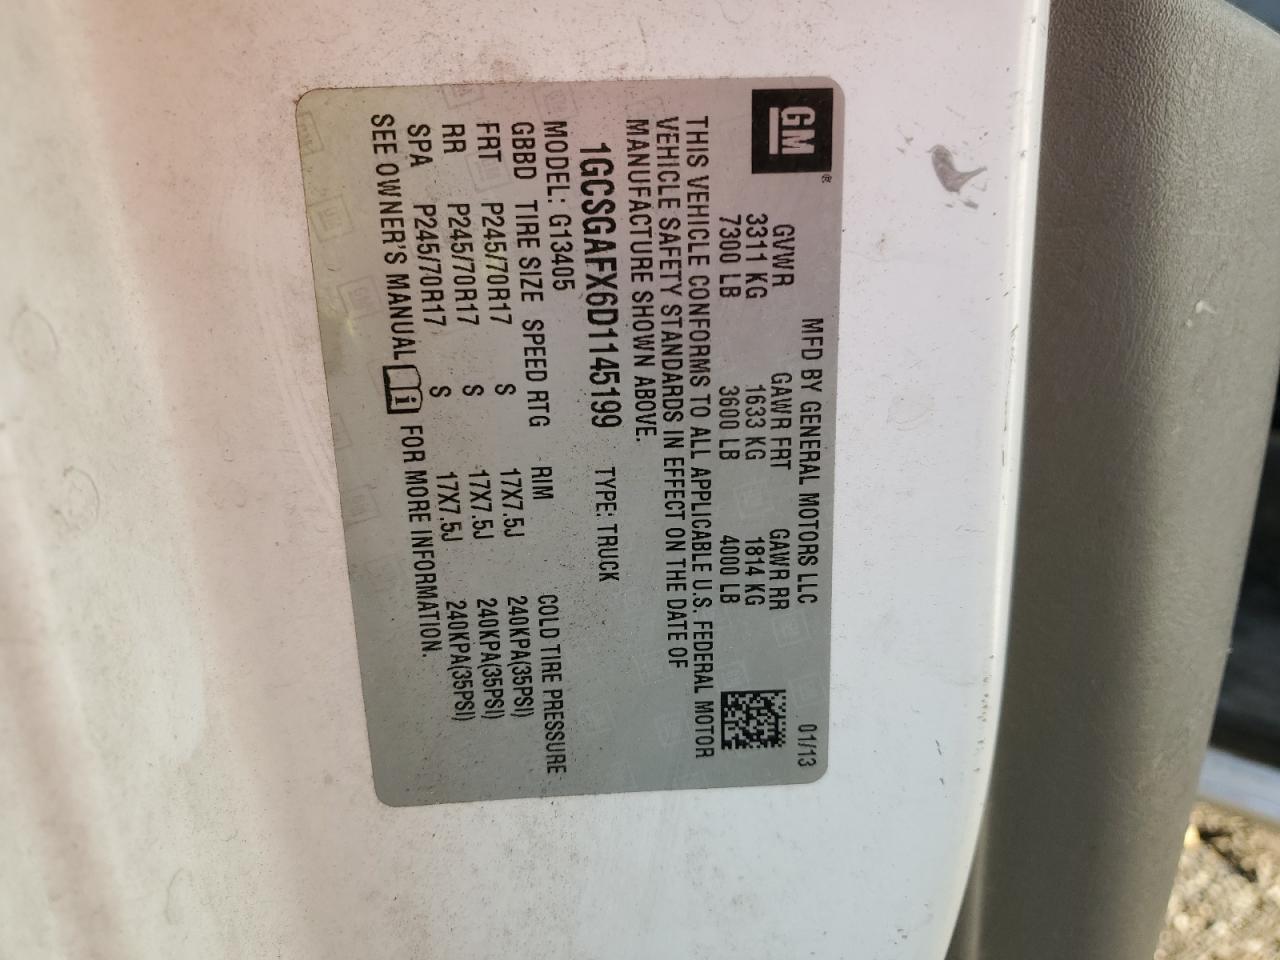 GM®
MFD BY GENERAL MOTORS LLC 01/13
GVWR GAWR FRT GAWR RR
3311 KG 1633 KG 1814 KG
7300 LB 3600 LB 4000 LB
THIS VEHICLE CONFORMS TO ALL APPLICABLE U.S. FEDERAL MOTOR
VEHICLE SAFETY STANDARDS IN EFFECT ON THE DATE OF
MANUFACTURE SHOWN ABOVE.
1GCSGAFX6D1145199 TYPE: TRUCK
MODEL: G13405
GBBD TIRE SIZE SPEED RTG RIM COLD TIRE PRESSURE
FRT P245/70R17 S 17X7.5J 240KPA(35PSI)
RR P245/70R17 S 17X7.5J 240KPA(35PSI)
SPA P245/70R17 S 17X7.5J 240KPA(35PSI)
SEE OWNER'S MANUAL i FOR MORE INFORMATION.